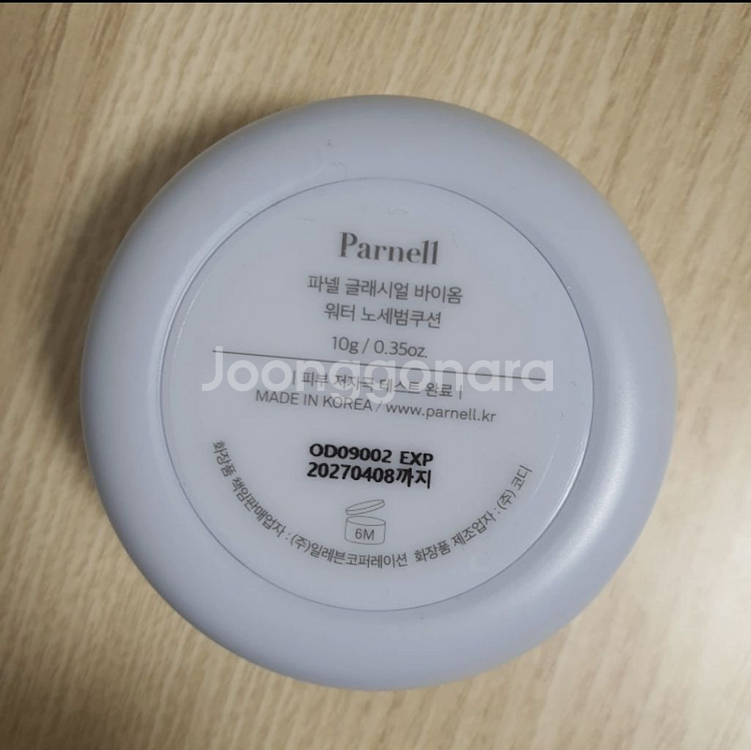 Parnell
파넬 글래시얼 바이옴
워터 노세범쿠션
10g / 0.35oz.
Joonggonara
| 피부 저자극 테스트 완료 |
MADE IN KOREA / www.parnell.kr
OD09002 EXP
20270408까지
6M
화장품 책임판매업자 : (주)일레븐코퍼레이션 화장품 제조업자 : (주) 코디